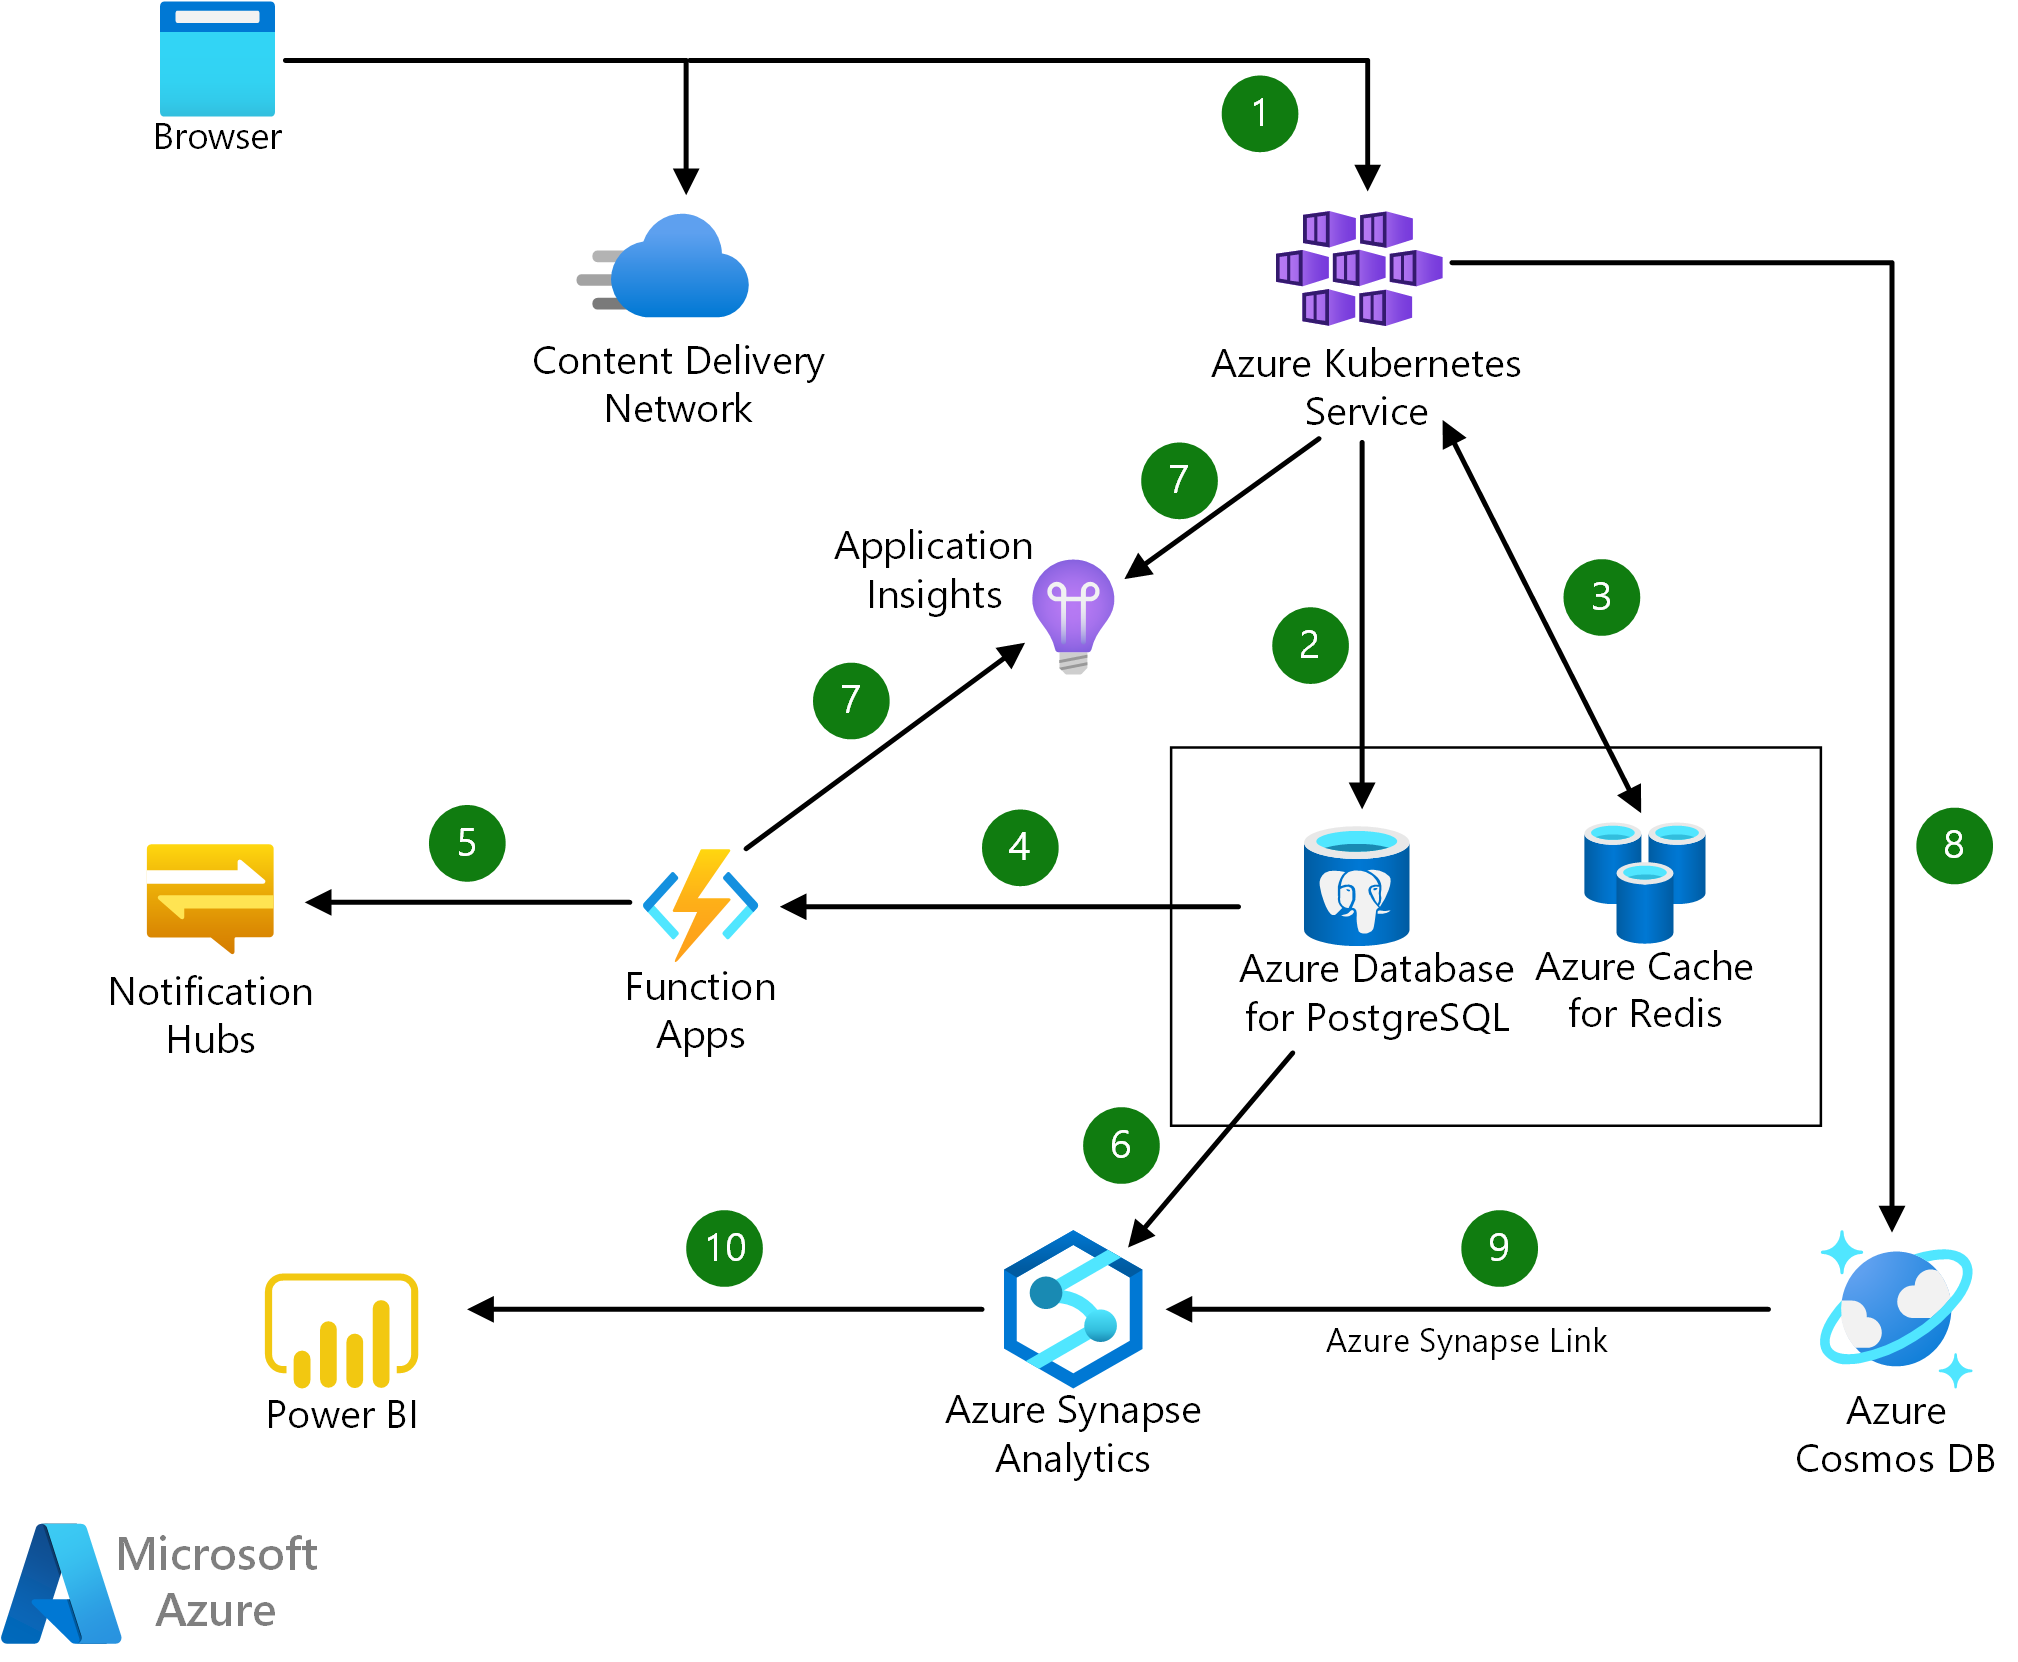 Browser
1
Content Delivery
Network
Azure Kubernetes
Service
7
Application
Insights
3
2
7
5
4
8
Notification
Hubs
Function
Apps
Azure Database
for PostgreSQL
Azure Cache
for Redis
6
10
9
Azure Synapse Link
Power BI
Azure Synapse
Analytics
Azure
Cosmos DB
Microsoft
Azure